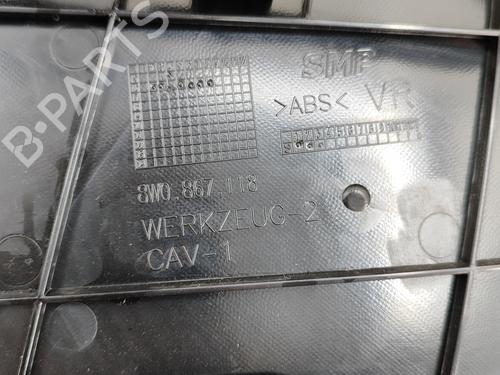 B-PARTS
SMP
>ABS<
VR
8W0.867.118
WERKZEUG-2
CAV-1